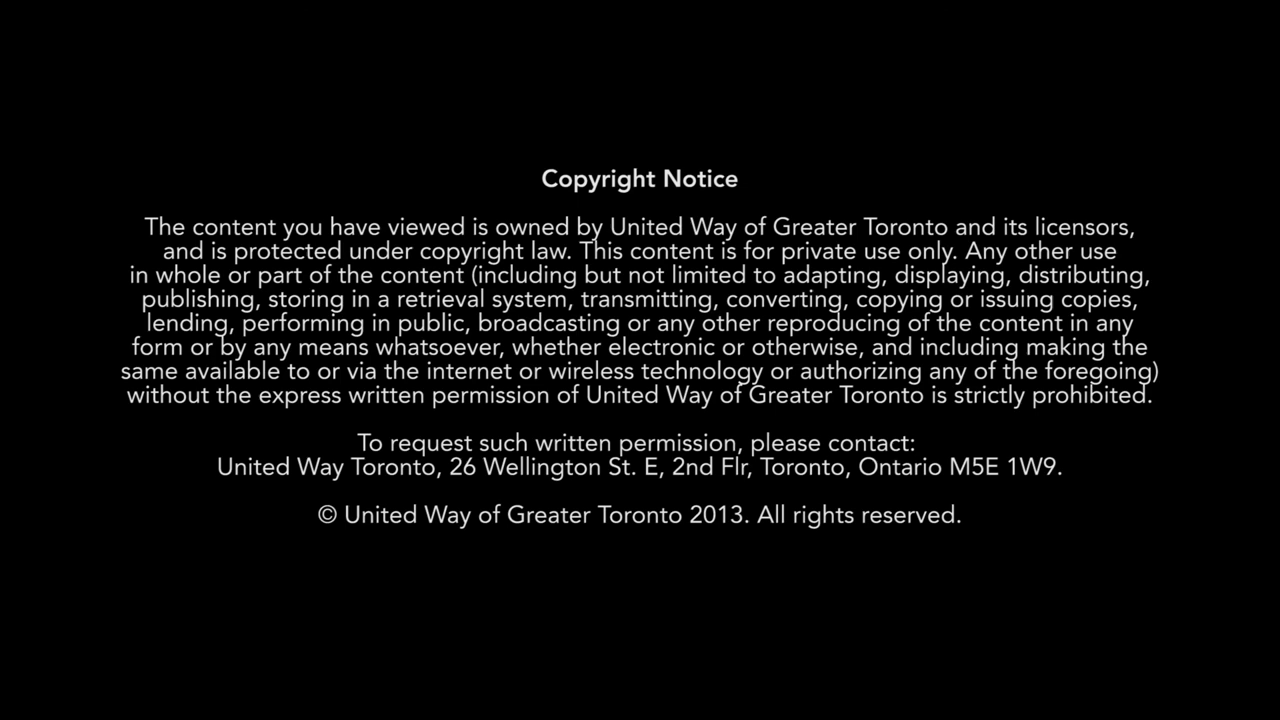 Copyright Notice
The content you have viewed is owned by United Way of Greater Toronto and its licensors,
and is protected under copyright law. This content is for private use only. Any other use
in whole or part of the content (including but not limited to adapting, displaying, distributing,
publishing, storing in a retrieval system, transmitting, converting, copying or issuing copies,
lending, performing in public, broadcasting or any other reproducing of the content in any
form or by any means whatsoever, whether electronic or otherwise, and including making the
same available to or via the internet or wireless technology or authorizing any of the foregoing)
without the express written permission of United Way of Greater Toronto is strictly prohibited.
To request such written permission, please contact:
United Way Toronto, 26 Wellington St. E, 2nd Flr, Toronto, Ontario M5E 1W9.
© United Way of Greater Toronto 2013. All rights reserved.